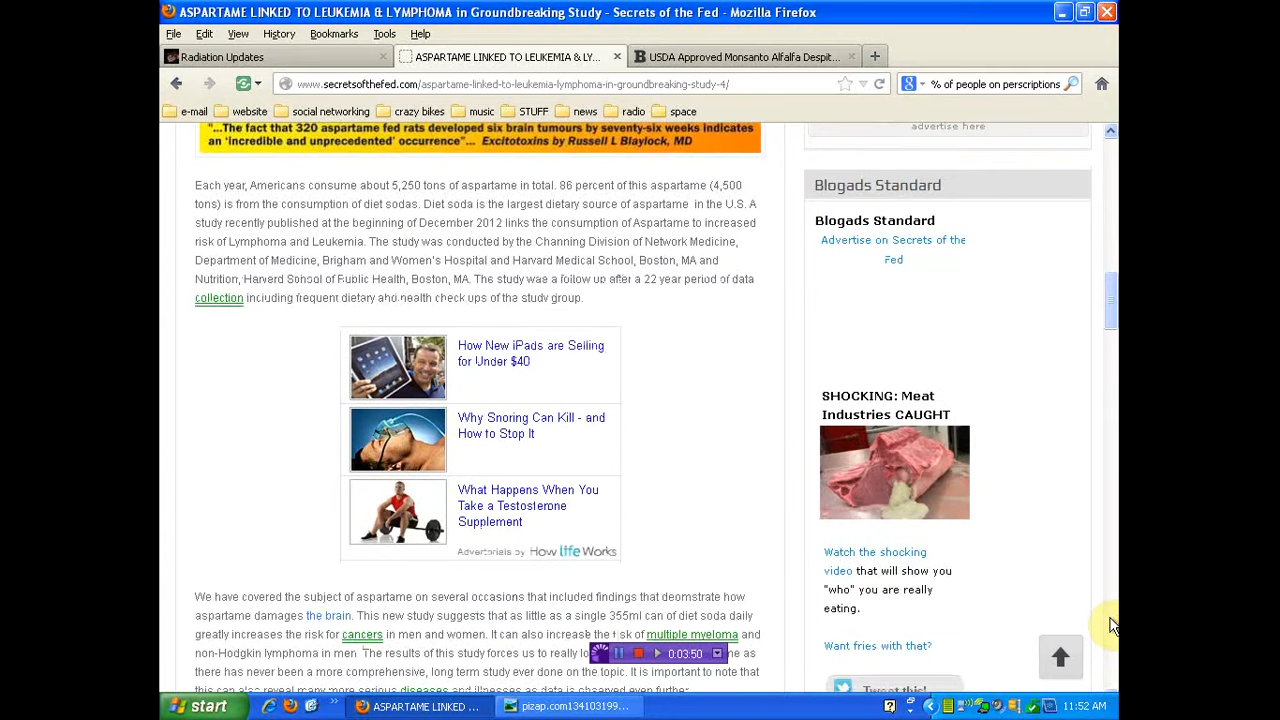 ASPARTAME LINKED TO LEUKEMIA & LYMPHOMA in Groundbreaking Study - Secrets of the Fed - Mozilla Firefox
File Edit View History Bookmarks Tools Help
Radiation Updates
ASPARTAME LINKED TO LEUKEMIA & LY...
USDA Approved Monsanto Alfalfa Despit...
www.secretsofthefed.com/aspartame-linked-to-leukemia-lymphoma-in-groundbreaking-study-4/
% of people on perscriptions
e-mail website social networking crazy bikes music STUFF news radio space
"...The fact that 320 aspartame fed rats developed six brain tumours by seventy-six weeks indicates
an 'incredible and unprecedented' occurrence"... Excitotoxins by Russell L Blaylock, MD
Each year, Americans consume about 5,250 tons of aspartame in total. 86 percent of this aspartame (4,500
tons) is from the consumption of diet sodas. Diet soda is the largest dietary source of aspartame in the U.S. A
study recently published at the beginning of December 2012 links the consumption of Aspartame to increased
risk of Lymphoma and Leukemia. The study was conducted by the Channing Division of Network Medicine,
Department of Medicine, Brigham and Women's Hospital and Harvard Medical School, Boston, MA and
Nutrition, Harverd School of Public Health, Boston, MA. The study was a follow up after a 22 year period of data
collection including frequent dietary and health check ups of the study group.
How New iPads are Selling
for Under $40
Why Snoring Can Kill - and
How to Stop It
What Happens When You
Take a Testosterone
Supplement
Advertorials by How Life Works
We have covered the subject of aspartame on several occasions that included findings that deomstrate how
aspartame damages the brain. This new study suggests that as little as a single 355ml can of diet soda daily
greatly increases the risk for cancers in men and women. It can also increase the risk of multiple myeloma and
non-Hodgkin lymphoma in men. The results of this study forces us to really lo me as
there has never been a more comprehensive, long term study ever done on the topic. It is important to note that
this can also reveal many more serious diseases and illnesses as data is observed even further.
0:03:50
advertise here
Blogads Standard
Blogads Standard
Advertise on Secrets of the
Fed
SHOCKING: Meat
Industries CAUGHT
Watch the shocking
video that will show you
"who" you are really
eating.
Want fries with that?
Tweet this!
start
ASPARTAME LINKED ...
pizap.com134103199...
11:52 AM